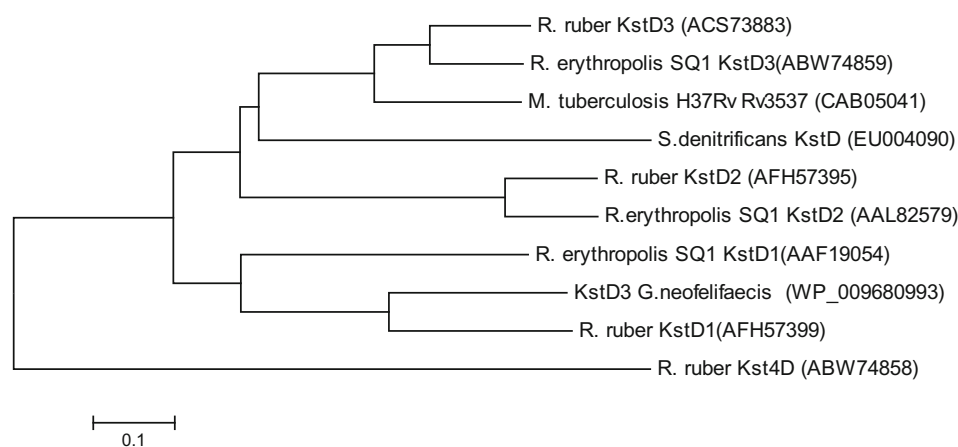 R. ruber KstD3 (ACS73883)
R. erythropolis SQ1 KstD3(ABW74859)
M. tuberculosis H37Rv Rv3537 (CAB05041)
S.denitrificans KstD (EU004090)
R. ruber KstD2 (AFH57395)
R.erythropolis SQ1 KstD2 (AAL82579)
R. erythropolis SQ1 KstD1(AAF19054)
KstD3 G.neofelifaecis (WP_009680993)
R. ruber KstD1(AFH57399)
R. ruber Kst4D (ABW74858)
0.1